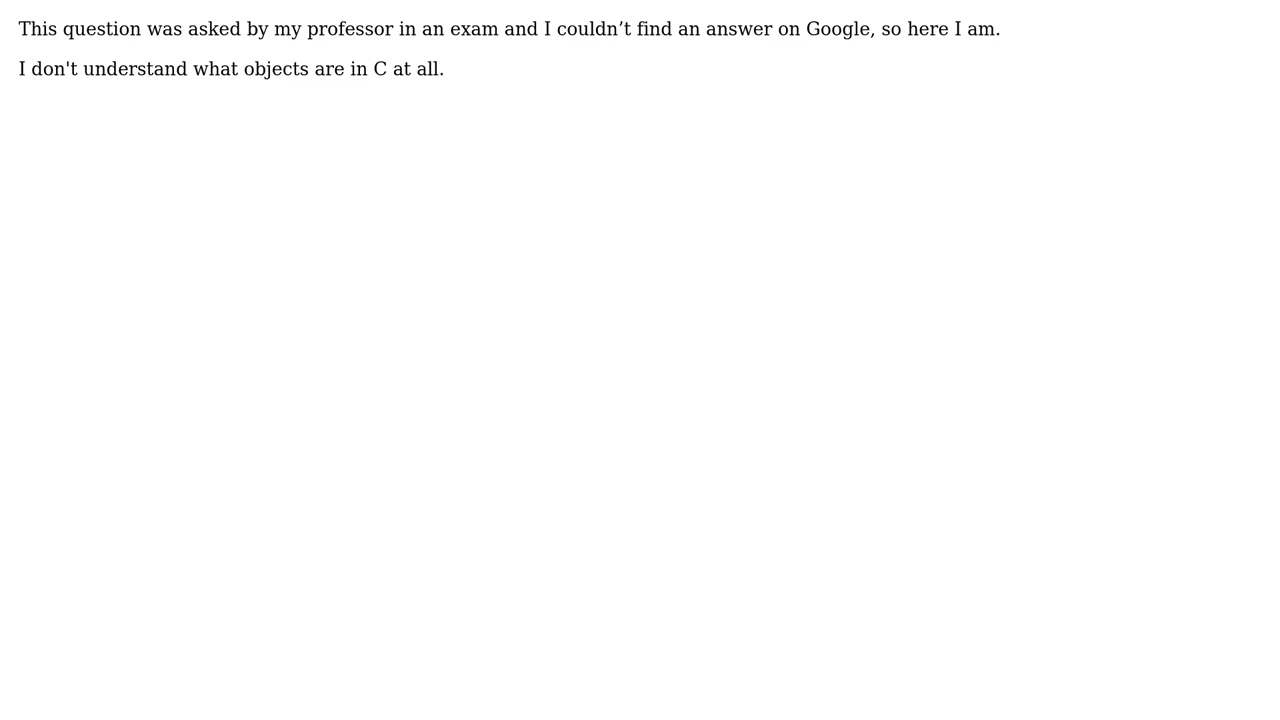 This question was asked by my professor in an exam and I couldn’t find an answer on Google, so here I am.
I don't understand what objects are in C at all.